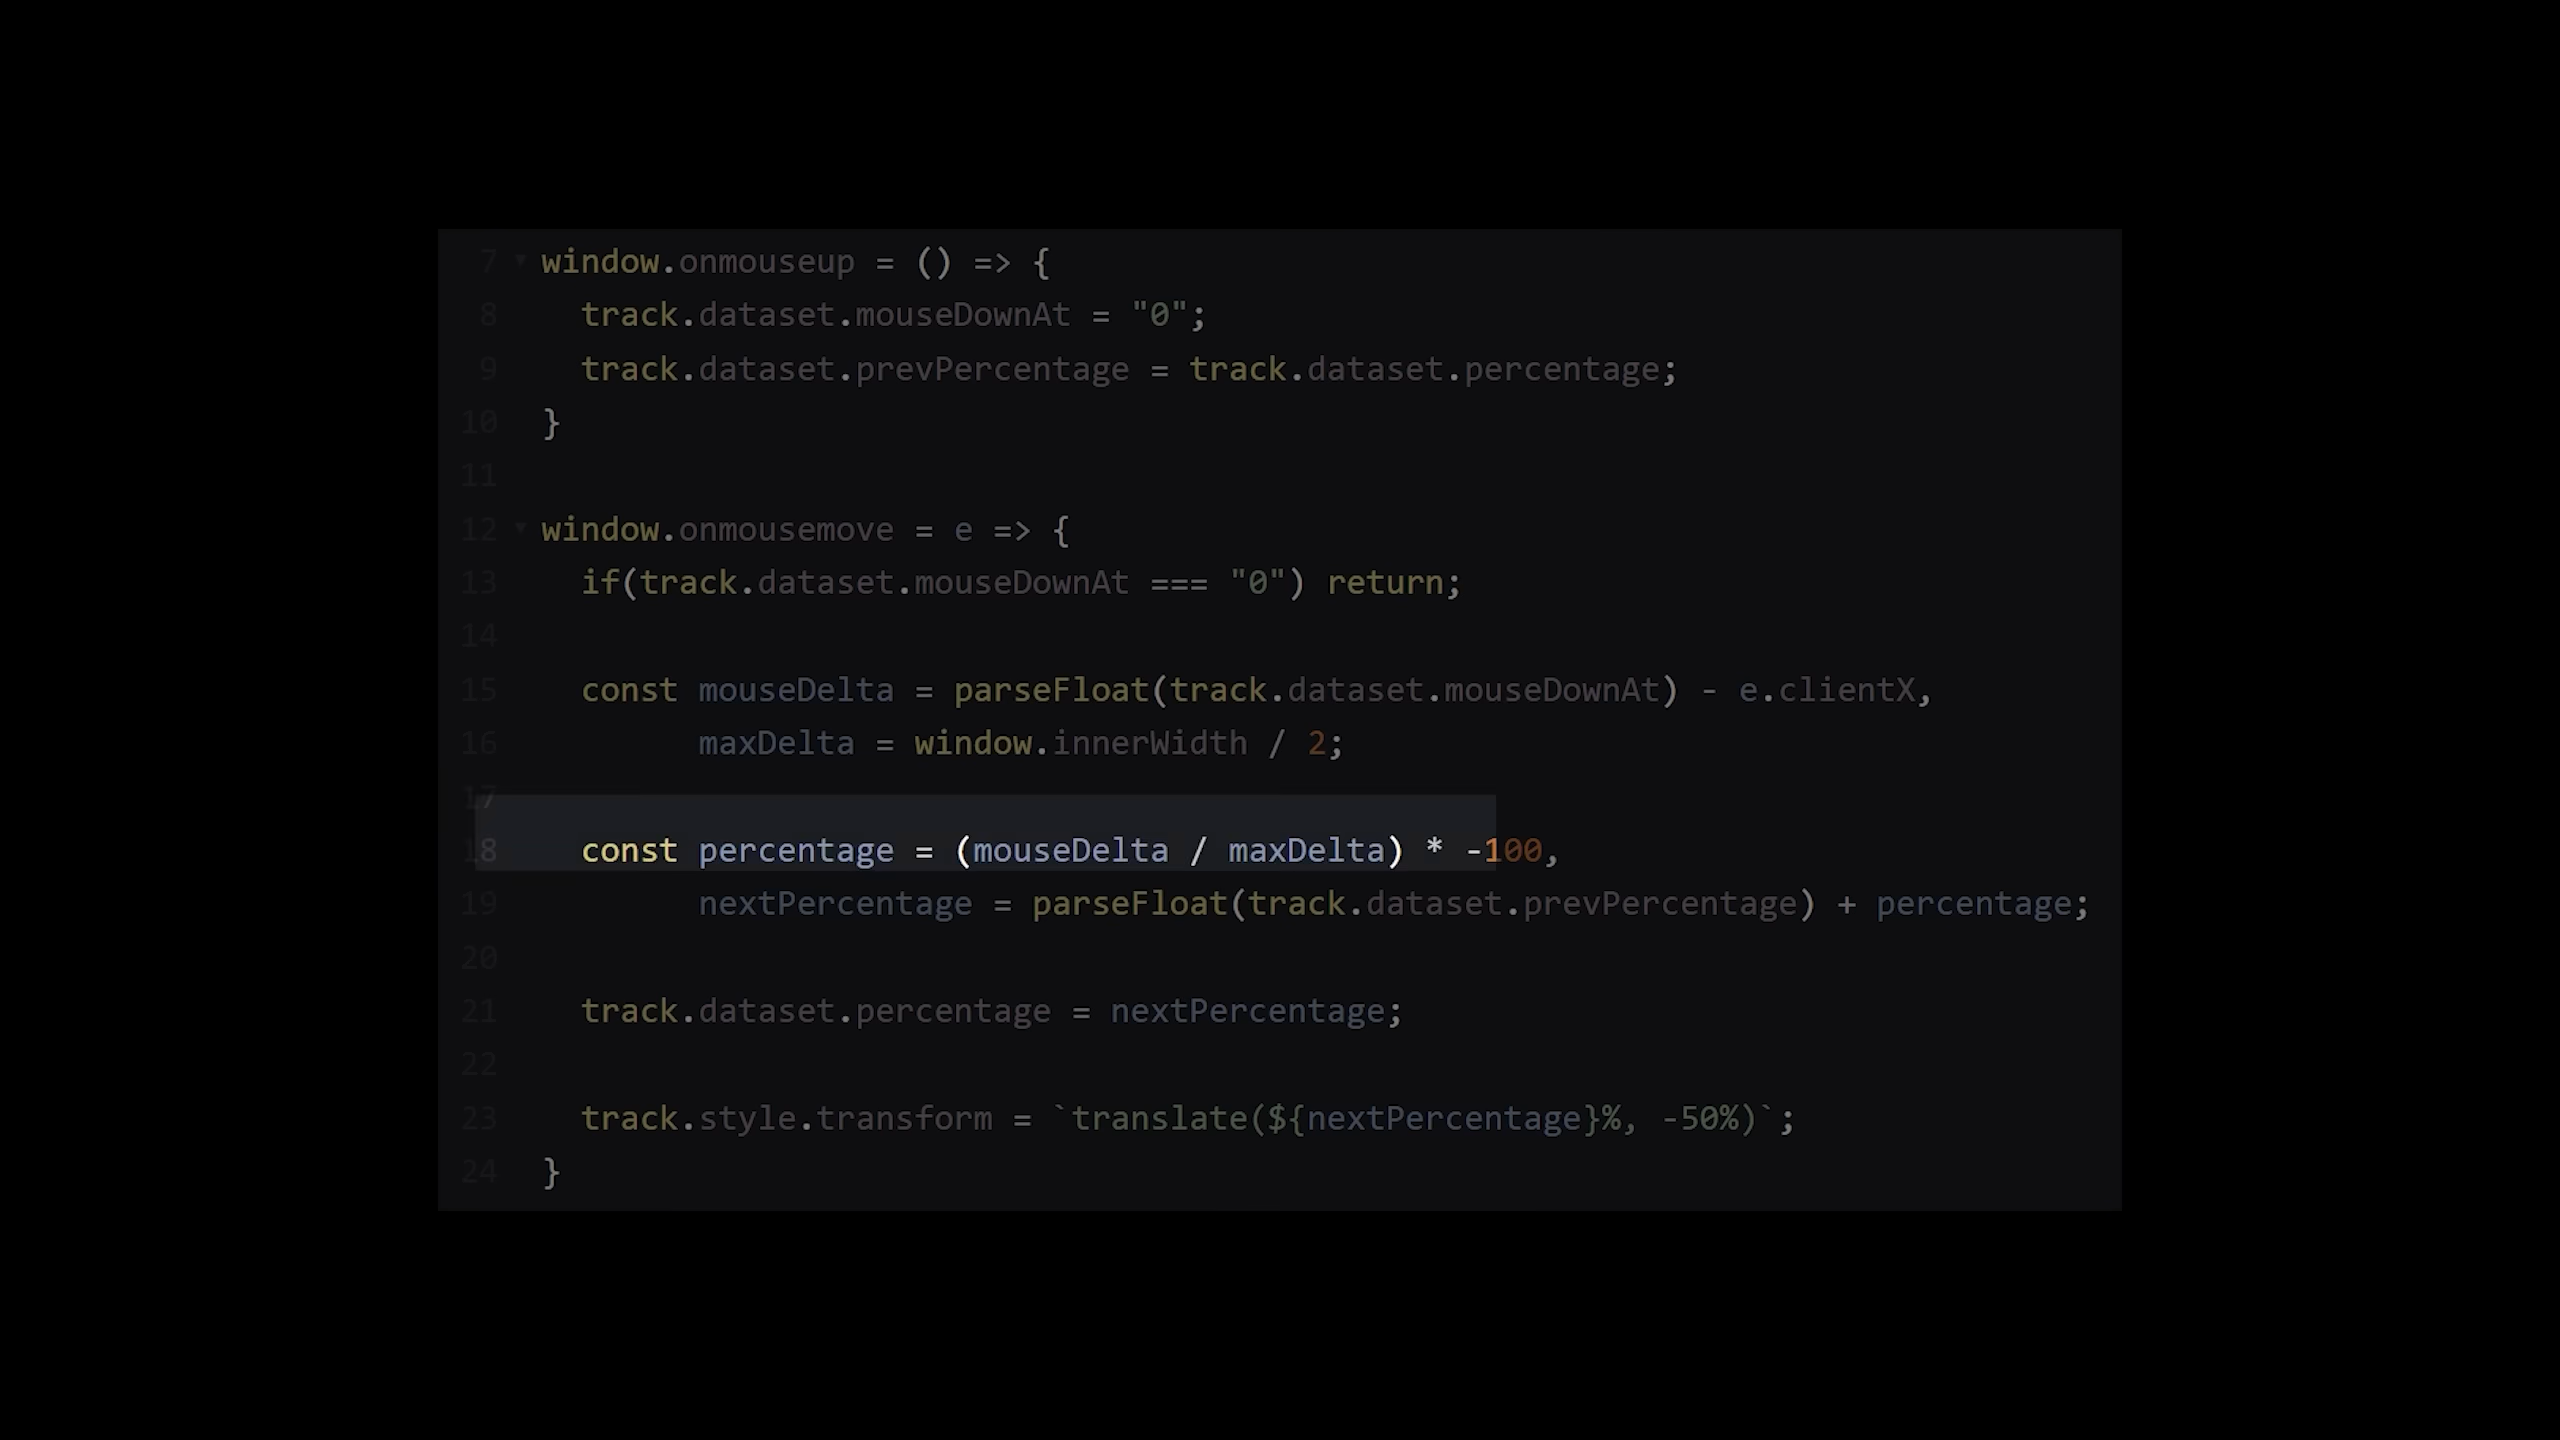 7 window.onmouseup = () => {
8 track.dataset.mouseDownAt = "0";
9 track.dataset.prevPercentage = track.dataset.percentage;
10 }
11
12 window.onmousemove = e => {
13 if(track.dataset.mouseDownAt === "0") return;
14
15 const mouseDelta = parseFloat(track.dataset.mouseDownAt) - e.clientX,
16 maxDelta = window.innerWidth / 2;
17
18 const percentage = (mouseDelta / maxDelta) * -100,
19 nextPercentage = parseFloat(track.dataset.prevPercentage) + percentage;
20
21 track.dataset.percentage = nextPercentage;
22
23 track.style.transform = `translate(${nextPercentage}%, -50%)`;
24 }